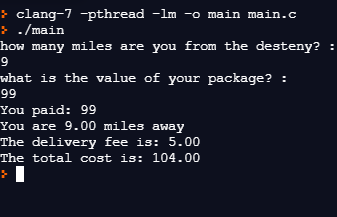 > clang-7 -pthread -lm -o main main.c
> ./main
how many miles are you from the desteny? :
9
what is the value of your package? :
99
You paid: 99
You are 9.00 miles away
The delivery fee is: 5.00
The total cost is: 104.00
>